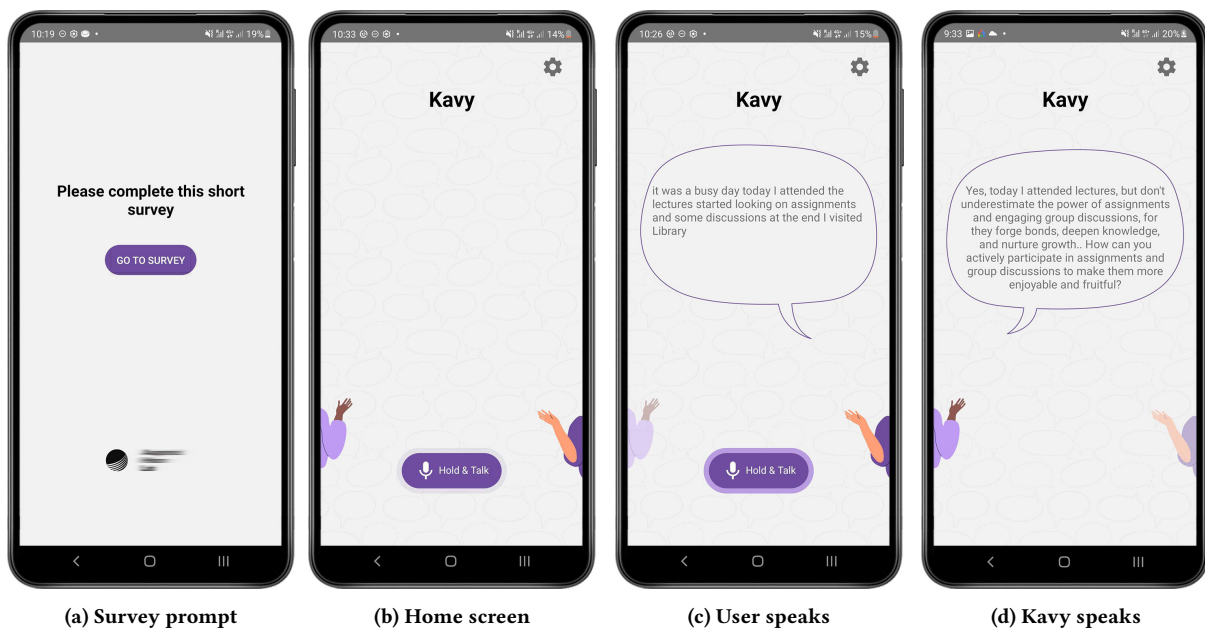 10:19
19%
Please complete this short
survey
GO TO SURVEY
(a) Survey prompt
10:33
14%
Kavy
Hold & Talk
(b) Home screen
10:26
15%
Kavy
it was a busy day today I attended the
lectures started looking on assignments
and some discussions at the end I visited
Library
Hold & Talk
(c) User speaks
9:33
20%
Kavy
Yes, today I attended lectures, but don't
underestimate the power of assignments
and engaging group discussions, for
they forge bonds, deepen knowledge,
and nurture growth.. How can you
actively participate in assignments and
group discussions to make them more
enjoyable and fruitful?
(d) Kavy speaks